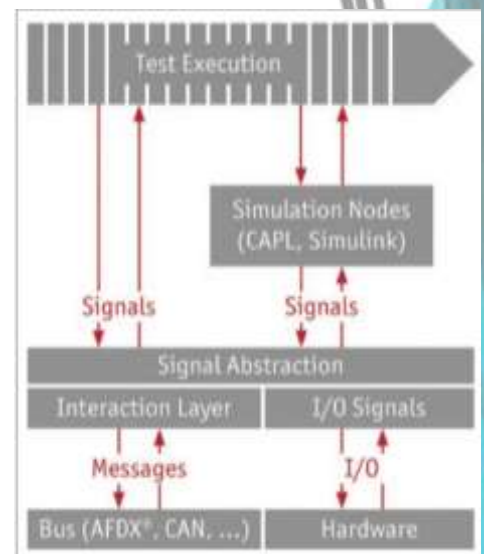 Test Execution
Simulation Nodes
(CAPL, Simulink)
Signals
Signals
Signal Abstraction
Interaction Layer
I/O Signals
Messages
I/O
Bus (AFDX®, CAN, ...)
Hardware